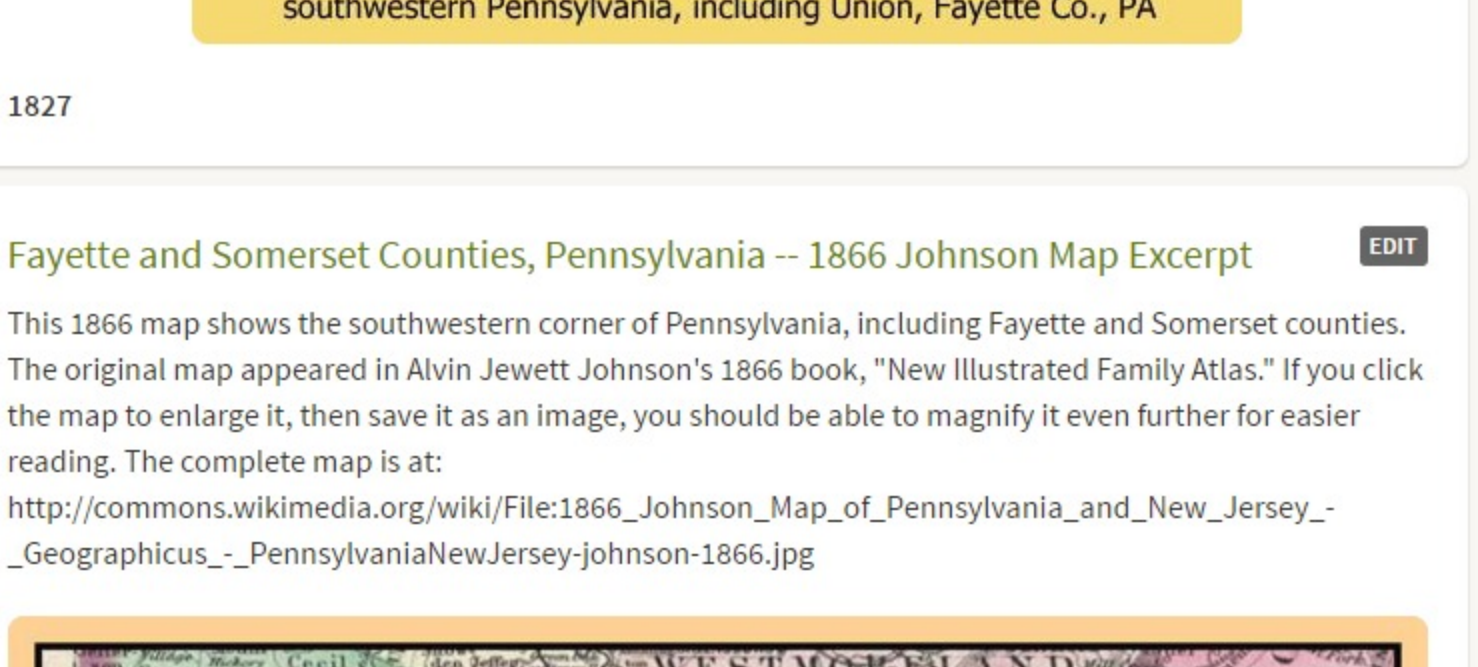 southwestern Pennsylvania, including Union, Fayette Co., PA
1827
Fayette and Somerset Counties, Pennsylvania -- 1866 Johnson Map Excerpt
EDIT
This 1866 map shows the southwestern corner of Pennsylvania, including Fayette and Somerset counties.
The original map appeared in Alvin Jewett Johnson's 1866 book, "New Illustrated Family Atlas." If you click
the map to enlarge it, then save it as an image, you should be able to magnify it even further for easier
reading. The complete map is at:
http://commons.wikimedia.org/wiki/File:1866_Johnson_Map_of_Pennsylvania_and_New_Jersey_-
_Geographicus_-_PennsylvaniaNewJersey-johnson-1866.jpg
Village
Hickory
Cecil
WESTMORELAND